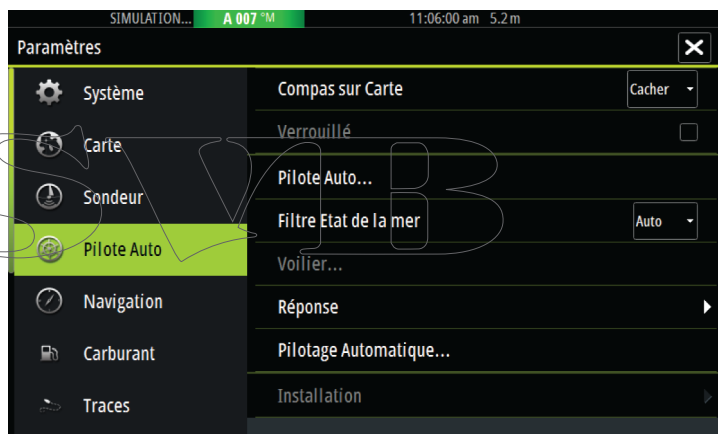 SIMULATION... A 007 °M 11:06:00 am 5.2 m
Paramètres
Système
Carte
Sondeur
Pilote Auto
Navigation
Carburant
Traces
Compas sur Carte Cacher
Verrouillé
Pilote Auto...
Filtre Etat de la mer Auto
Voilier...
Réponse
Pilotage Automatique...
Installation
SVB